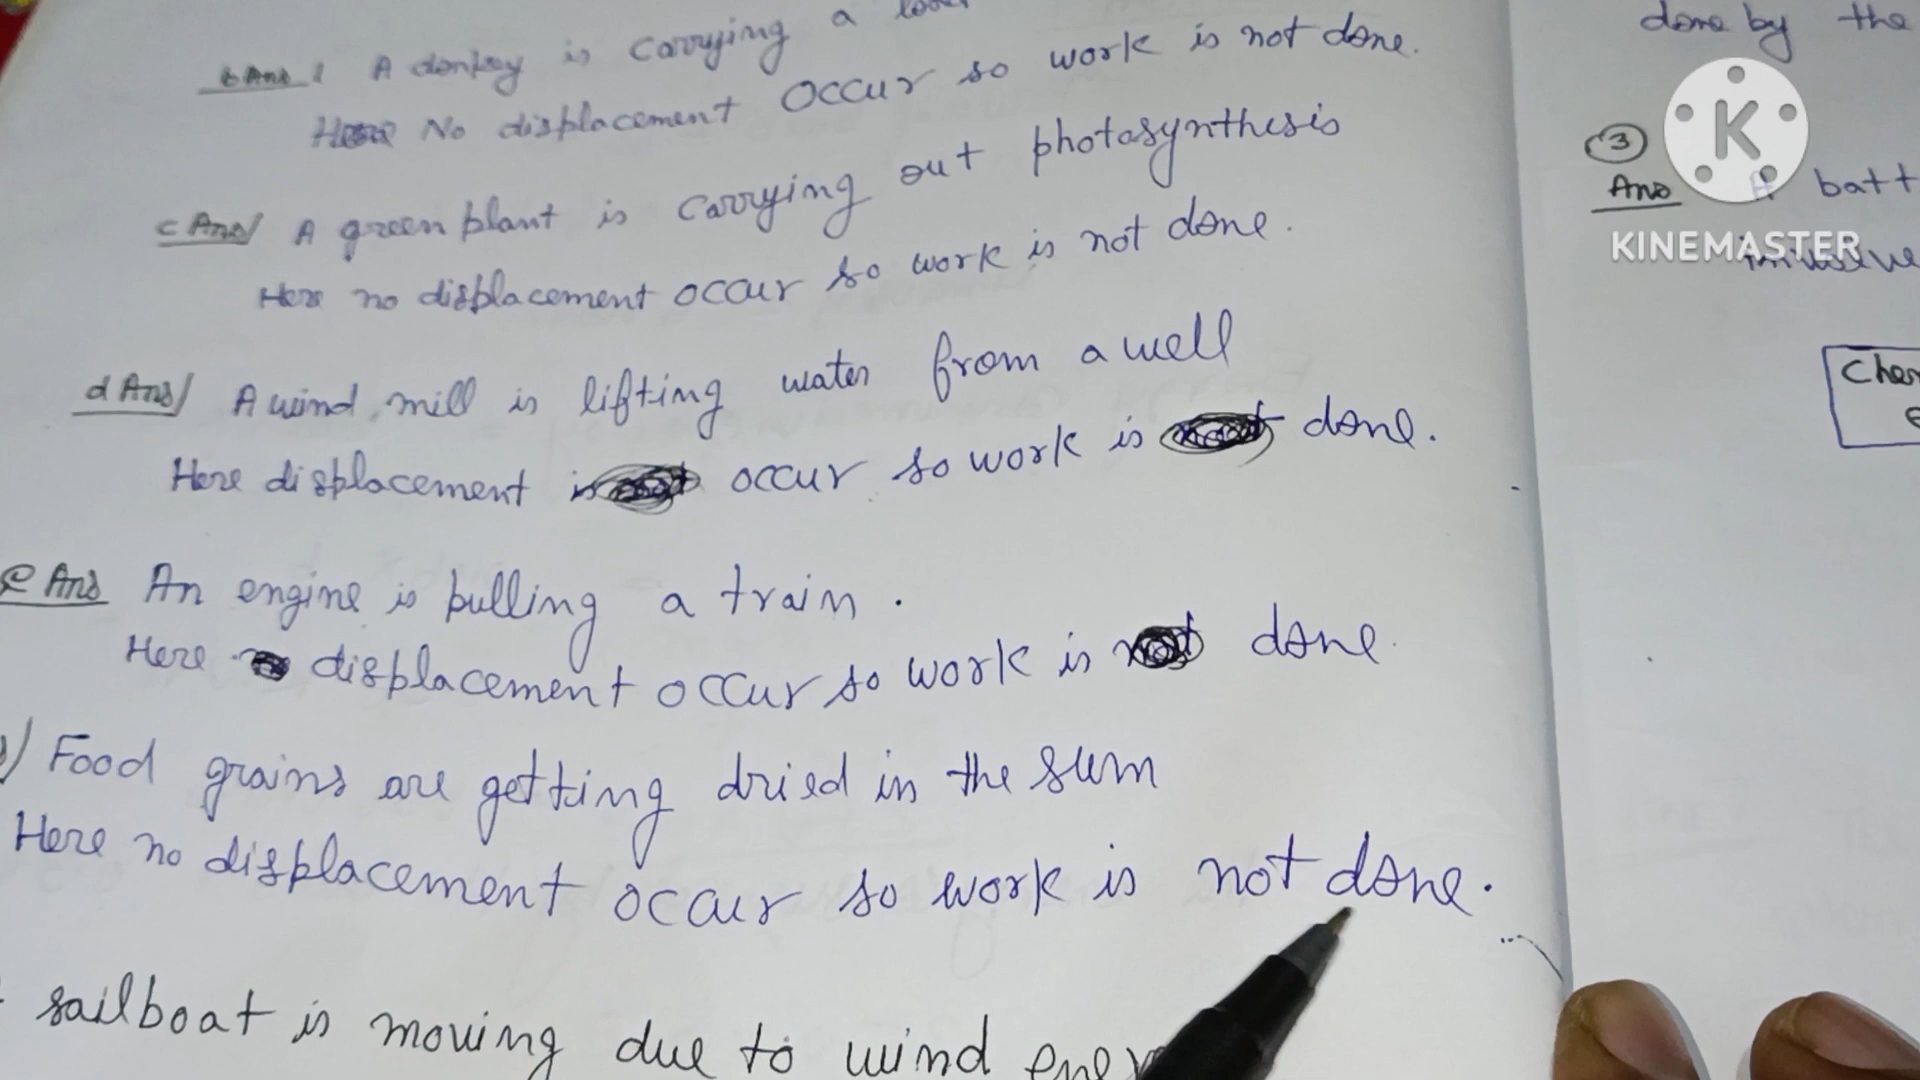 b Ans / A donkey is carrying a
Here No displacement occur so work is not done.
c Ans/ A green plant is carrying out photosynthesis
Here no displacement occur so work is not done.
d Ans/ A wind mill is lifting water from a well
Here displacement occur so work is done.
e Ans An engine is pulling a train.
Here displacement occur so work is done.
Food grains are getting dried in the sum
Here no displacement occur so work is not done.
sailboat is moving due to wind
done by the
3
Ans
batt
K
KINEMASTER
Chem